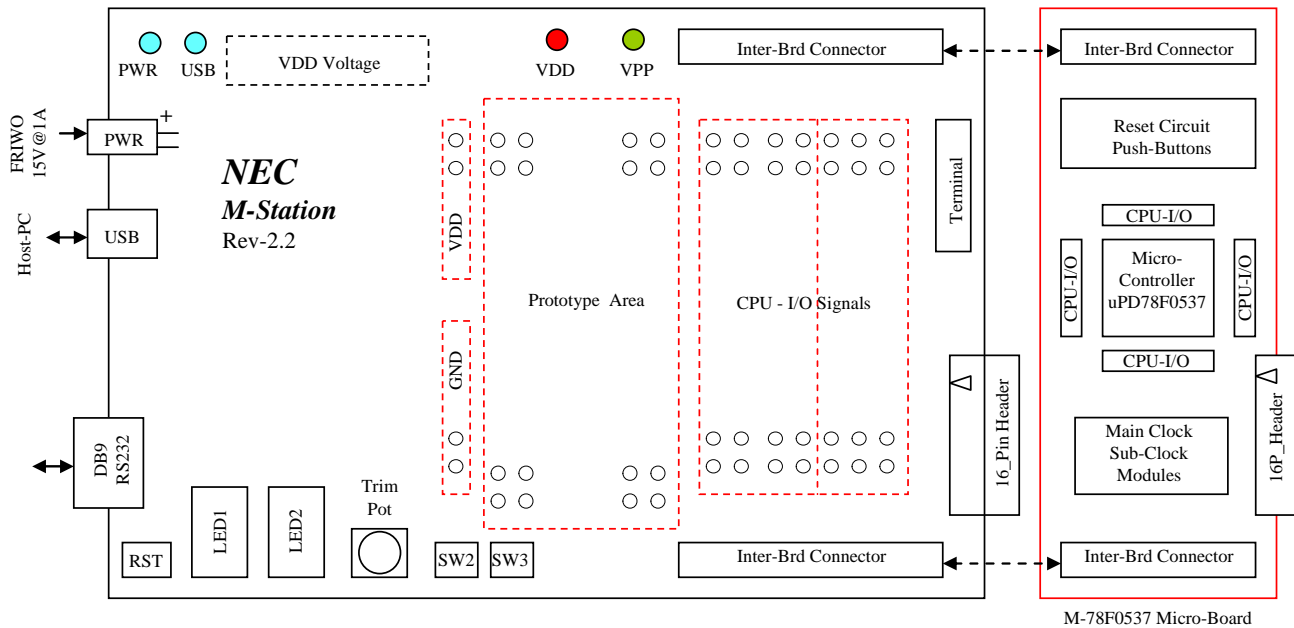 PWR
USB
VDD Voltage
VDD
VPP
Inter-Brd Connector
Inter-Brd Connector
FRIWO
15V@1A
PWR
+
NEC
M-Station
Rev-2.2
Host-PC
USB
VDD
GND
Prototype Area
CPU - I/O Signals
Terminal
Reset Circuit
Push-Buttons
CPU-I/O
CPU-I/O
Micro-
Controller
uPD78F0537
CPU-I/O
CPU-I/O
16_Pin Header
16P_Header
Main Clock
Sub-Clock
Modules
DB9
RS232
RST
LED1
LED2
Trim
Pot
SW2
SW3
Inter-Brd Connector
Inter-Brd Connector
M-78F0537 Micro-Board